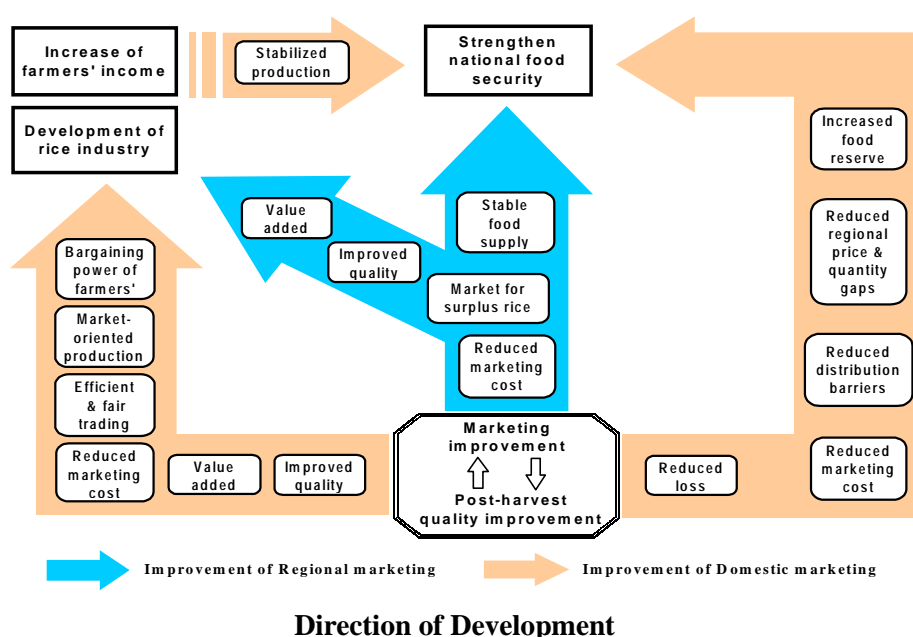 Increase of
farmers' income
Stabilized
production
Strengthen
national food
security
Development of
rice industry
Increased
food
reserve
Value
added
Stable
food
supply
Reduced
regional
price &
quantity
gaps
Bargaining
power of
farmers'
Improved
quality
Market for
surplus rice
Market-
oriented
production
Reduced
marketing
cost
Reduced
distribution
barriers
Efficient
& fair
trading
Marketing
improvement
Post-harvest
quality improvement
Reduced
marketing
cost
Value
added
Improved
quality
Reduced
loss
Reduced
marketing
cost
Improvement of Regional marketing
Improvement of Domestic marketing
Direction of Development